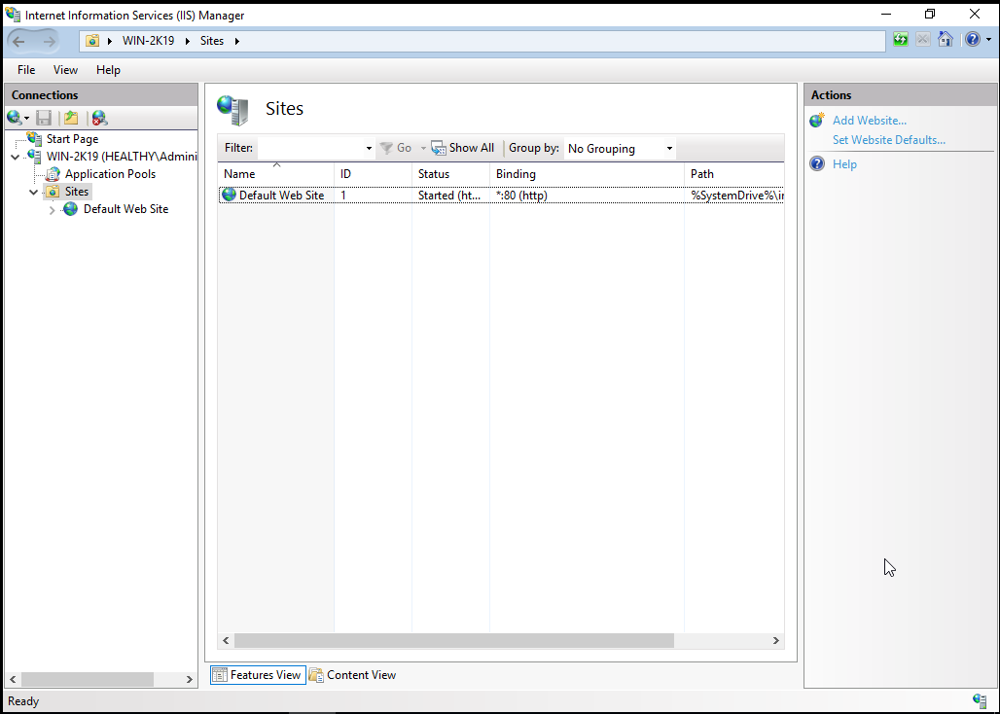 Internet Information Services (IIS) Manager
WIN-2K19 Sites
File View Help
Connections
Start Page
WIN-2K19 (HEALTHY\Admini
Application Pools
Sites
Default Web Site
Sites
Filter: Go Show All Group by: No Grouping
Name ID Status Binding Path
Default Web Site 1 Started (ht... *:80 (http) %SystemDrive%\in
Features View Content View
Actions
Add Website...
Set Website Defaults...
Help
Ready